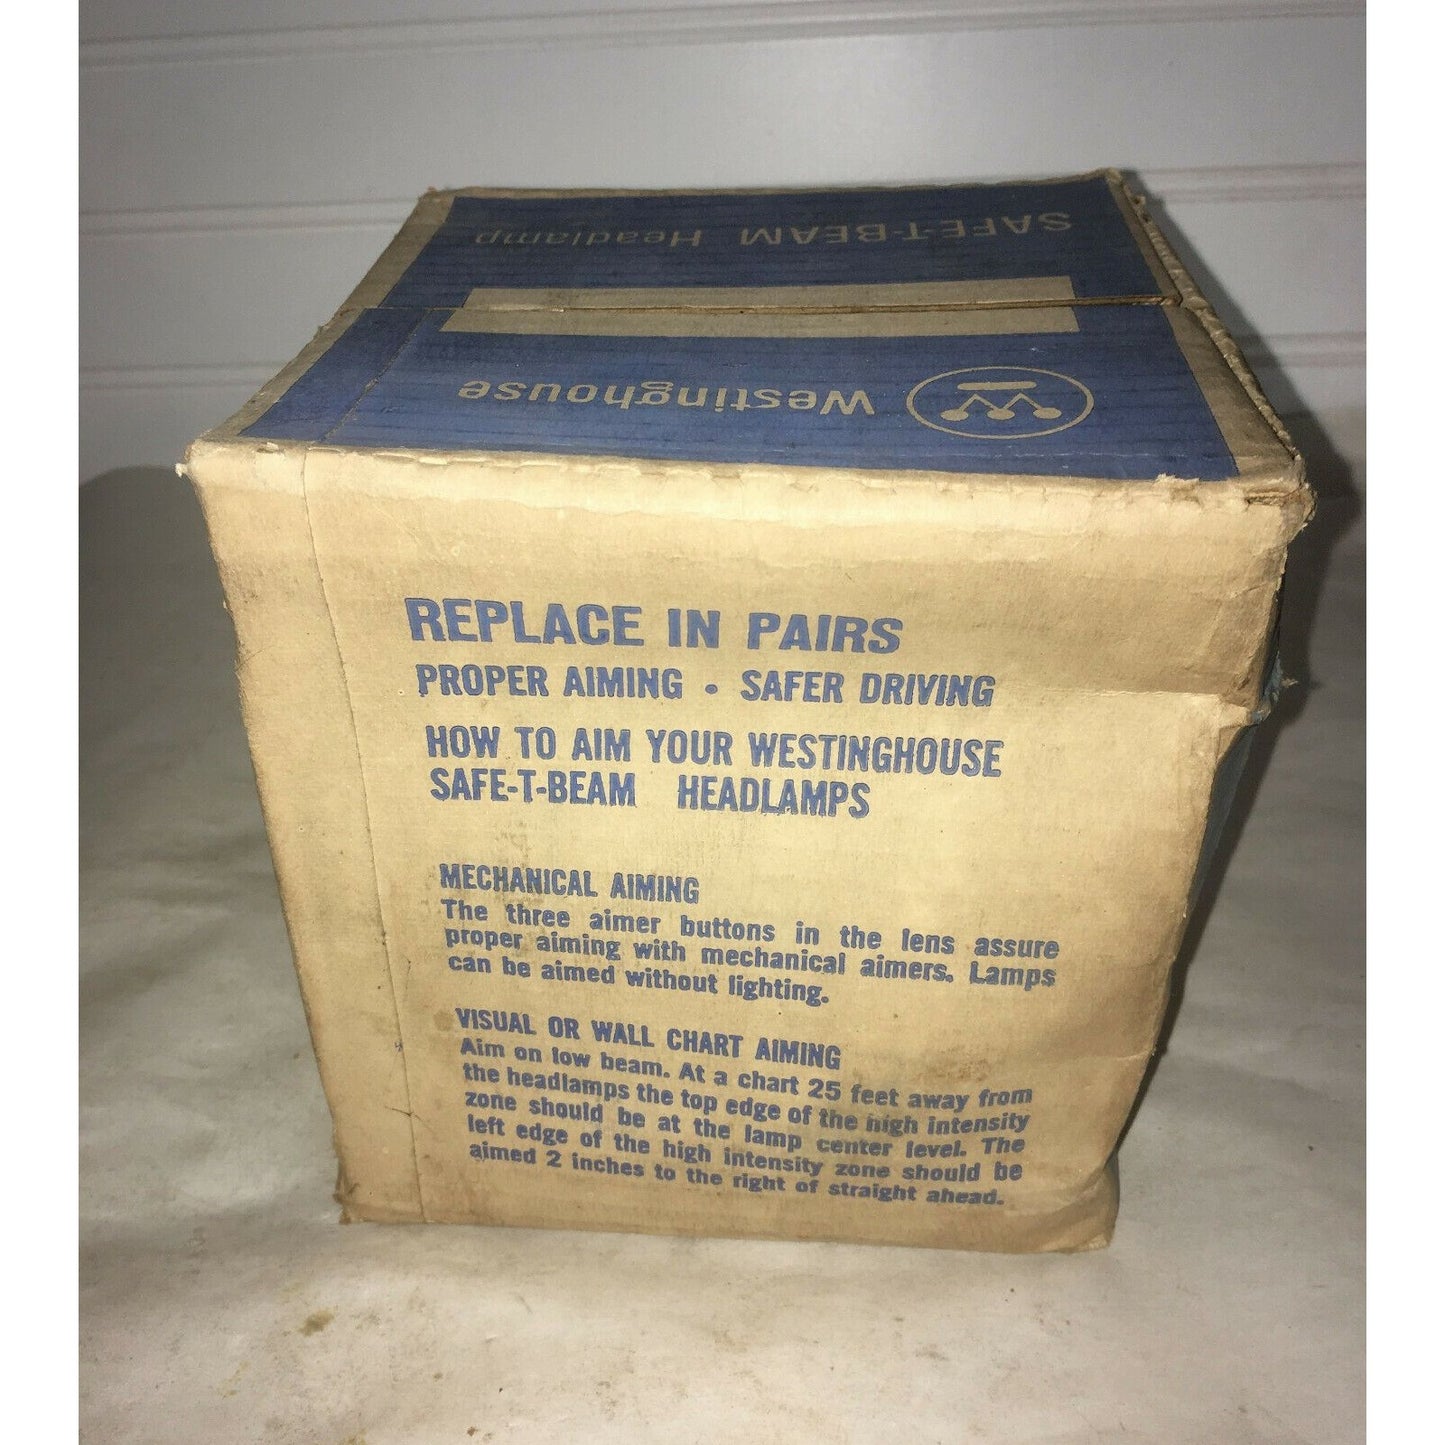 SAFE-T-BEAM Headlamp
Westinghouse
REPLACE IN PAIRS
PROPER AIMING • SAFER DRIVING
HOW TO AIM YOUR WESTINGHOUSE
SAFE-T-BEAM HEADLAMPS
MECHANICAL AIMING
The three aimer buttons in the lens assure
proper aiming with mechanical aimers. Lamps
can be aimed without lighting.
VISUAL OR WALL CHART AIMING
Aim on low beam. At a chart 25 feet away from
the headlamps the top edge of the high intensity
zone should be at the lamp center level. The
left edge of the high intensity zone should be
aimed 2 inches to the right of straight ahead.